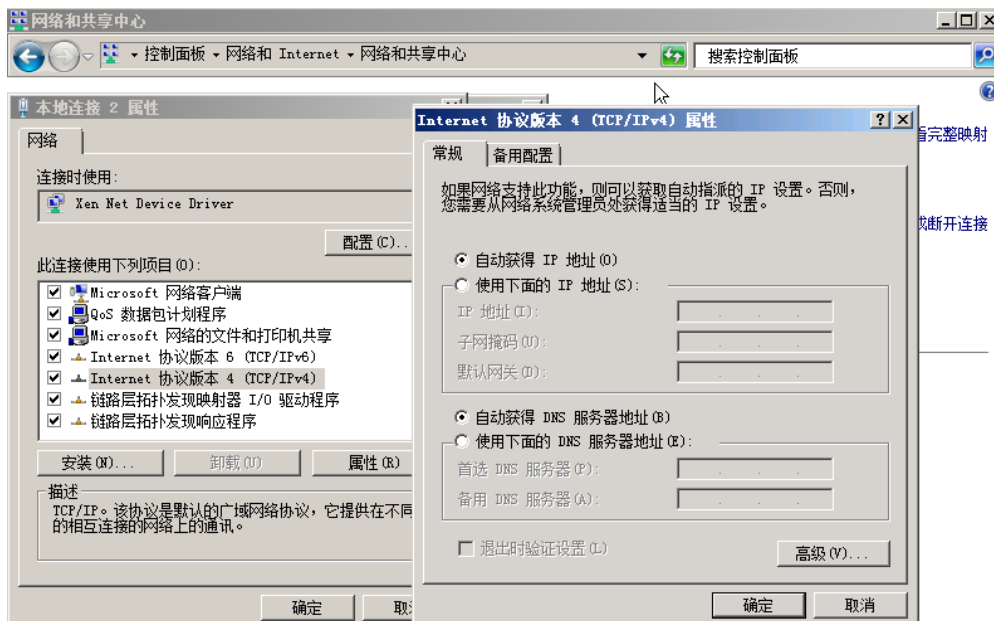 网络和共享中心
控制面板 网络和 Internet 网络和共享中心
搜索控制面板
本地连接 2 属性
网络
连接时使用:
Xen Net Device Driver
配置(C)..
此连接使用下列项目(O):
Microsoft 网络客户端
QoS 数据包计划程序
Microsoft 网络的文件和打印机共享
Internet 协议版本 6 (TCP/IPv6)
Internet 协议版本 4 (TCP/IPv4)
链路层拓扑发现映射器 I/O 驱动程序
链路层拓扑发现响应程序
安装(N)... 卸载(U) 属性(R)
描述
TCP/IP。该协议是默认的广域网络协议，它提供在不同
的相互连接的网络上的通讯。
确定
Internet 协议版本 4 (TCP/IPv4) 属性
常规 备用配置
如果网络支持此功能，则可以获取自动指派的 IP 设置。否则，
您需要从网络系统管理员处获得适当的 IP 设置。
自动获得 IP 地址(O)
使用下面的 IP 地址(S):
IP 地址(I):
子网掩码(U):
默认网关(D):
自动获得 DNS 服务器地址(B)
使用下面的 DNS 服务器地址(E):
首选 DNS 服务器(P):
备用 DNS 服务器(A):
退出时验证设置(L)
高级(V)...
确定 取消
完整映射
断开连接